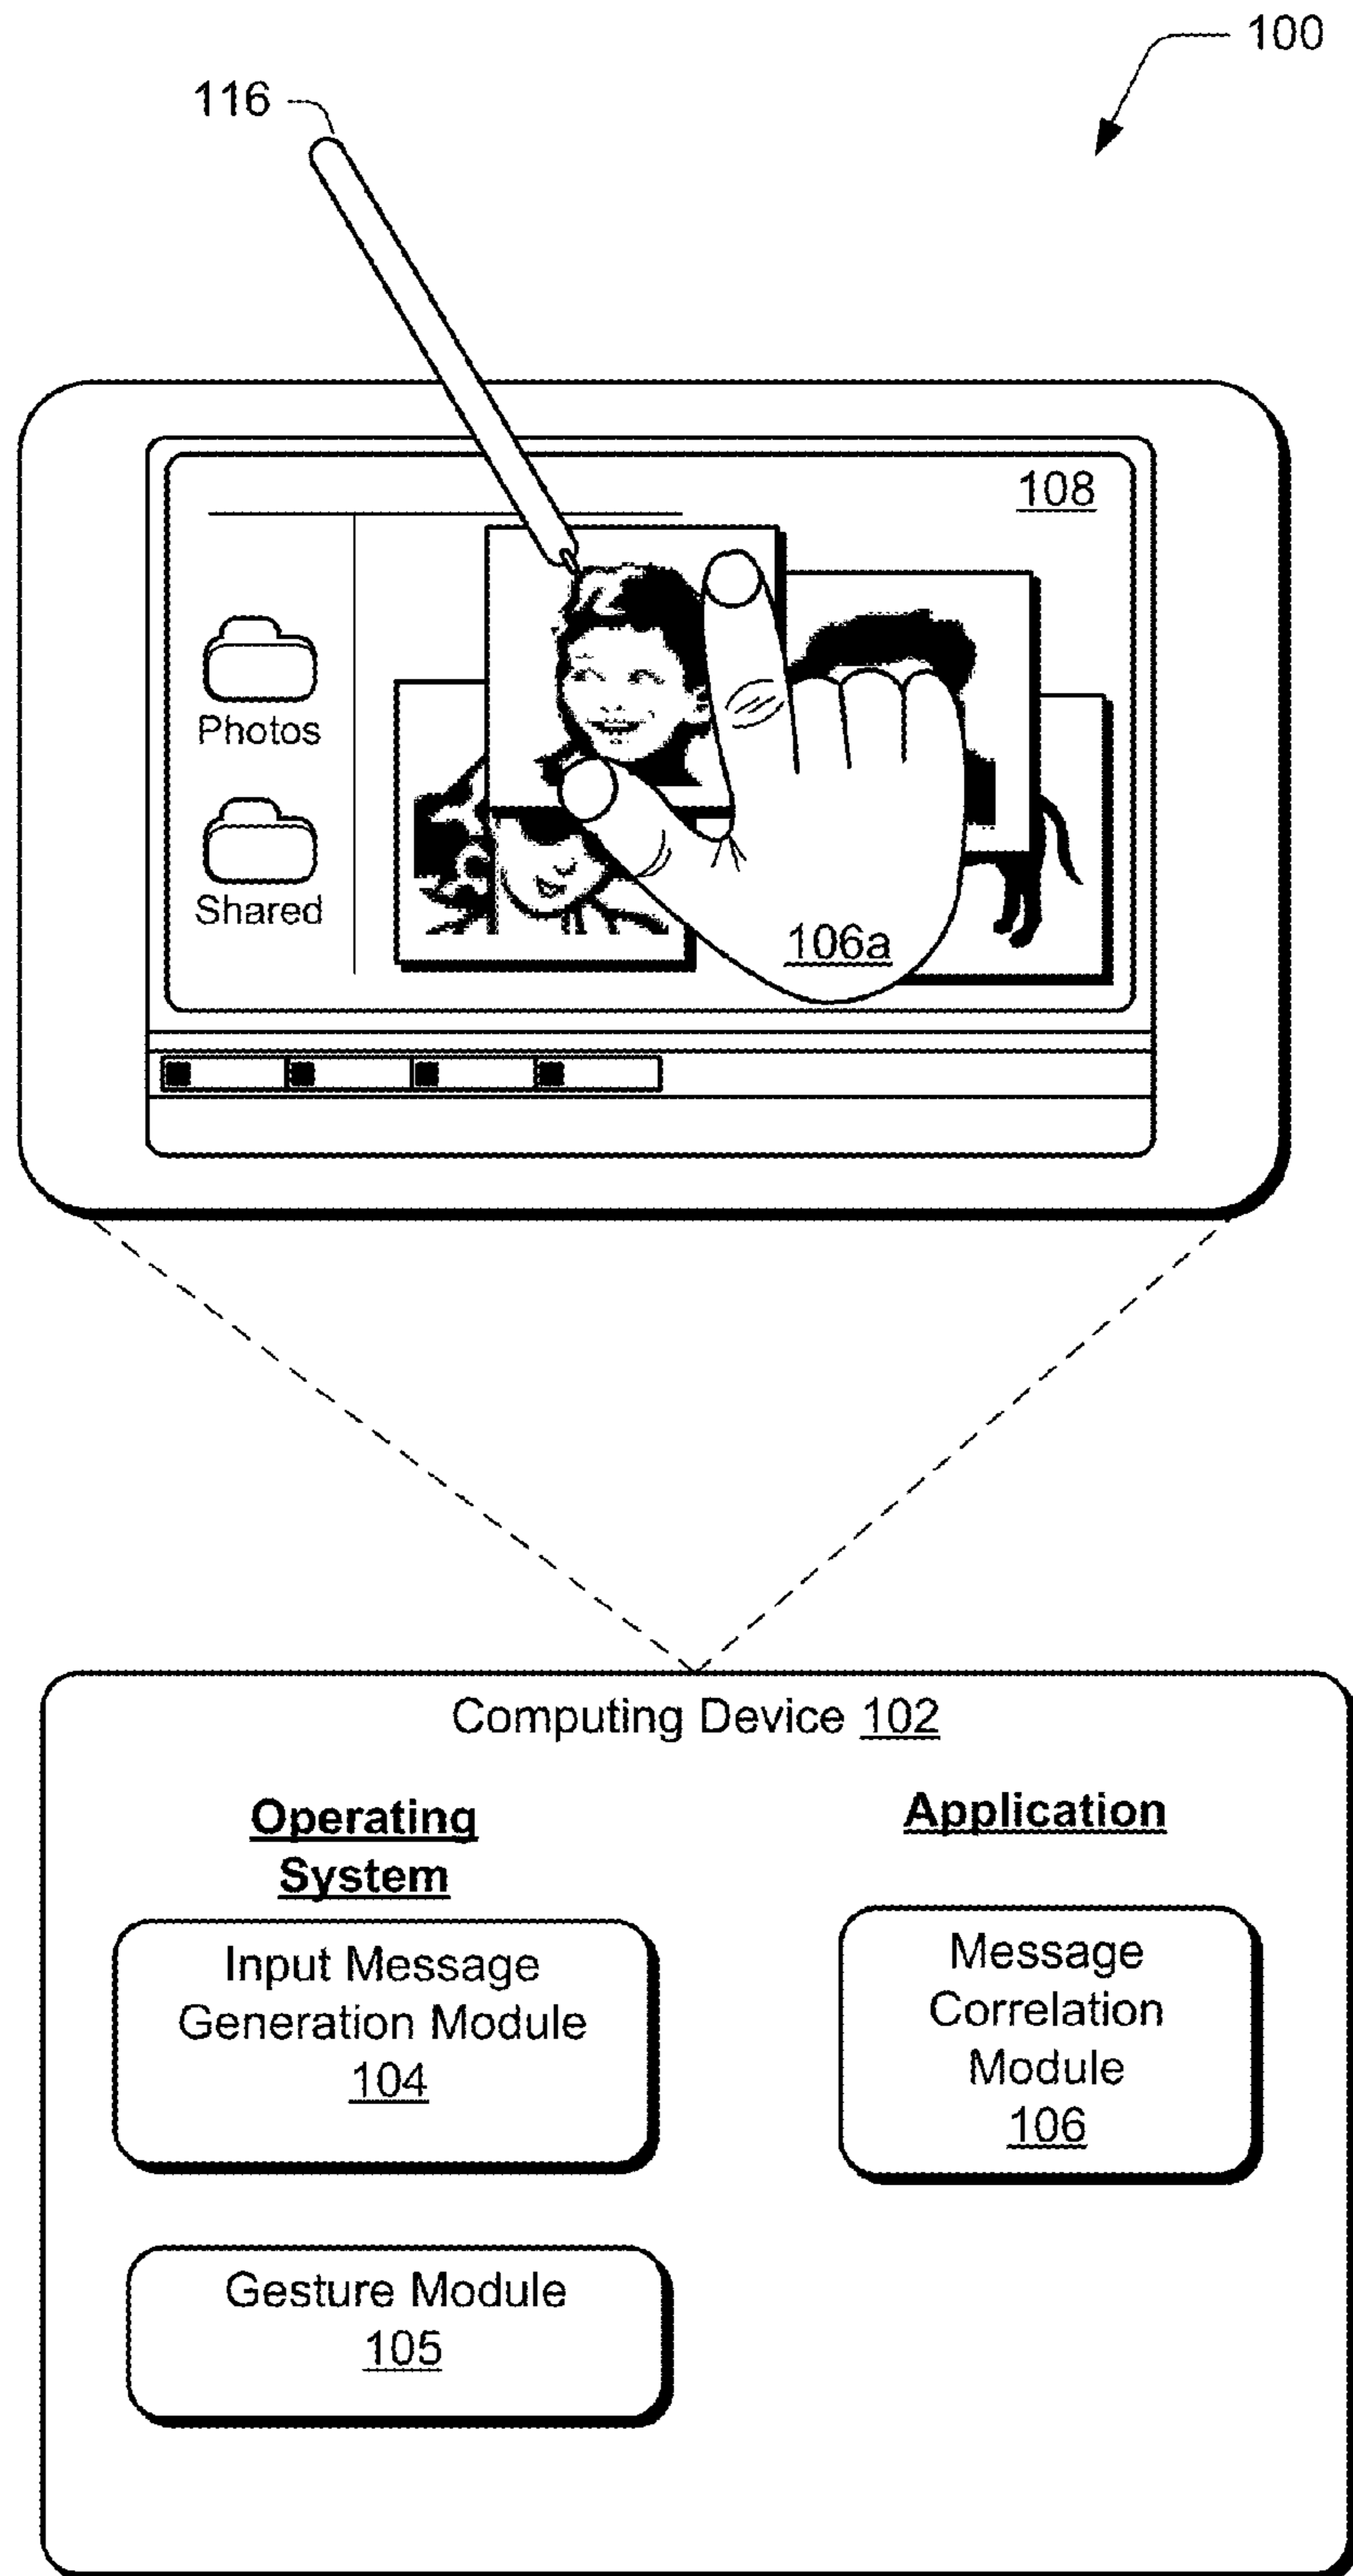 100
116
108
Photos
Shared
106a
Computing Device 102
Operating
System
Application
Input Message
Generation Module
104
Message
Correlation
Module
106
Gesture Module
105